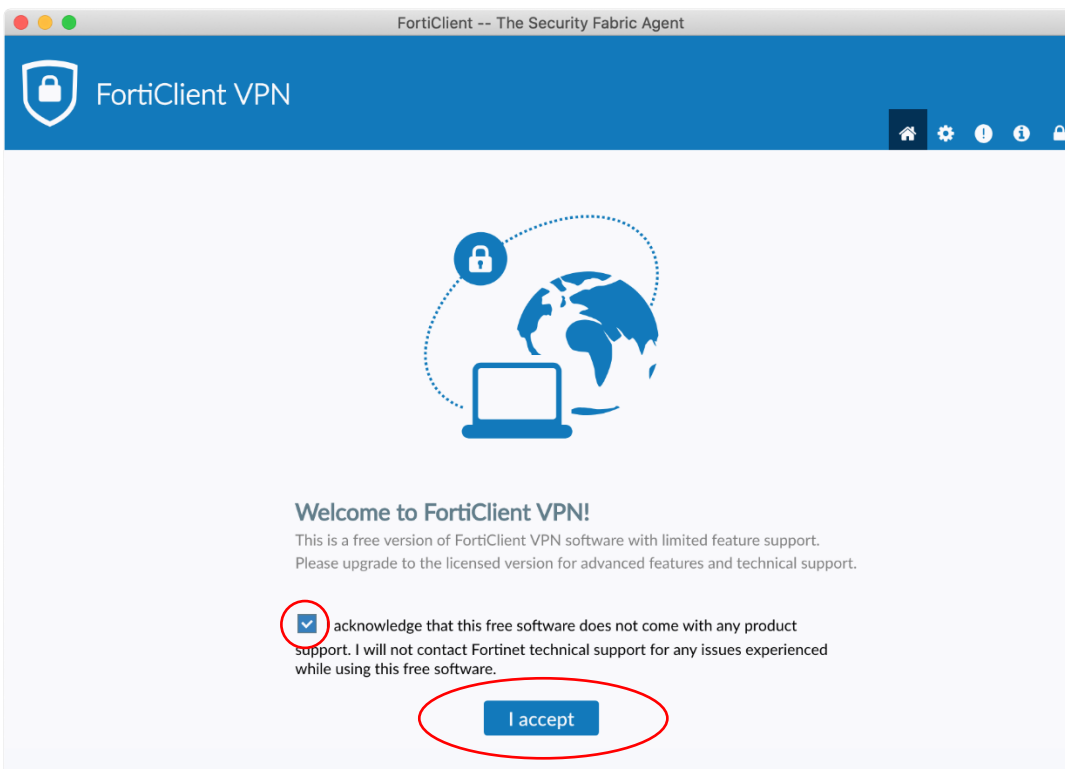 FortiClient -- The Security Fabric Agent
FortiClient VPN
Welcome to FortiClient VPN!
This is a free version of FortiClient VPN software with limited feature support.
Please upgrade to the licensed version for advanced features and technical support.
acknowledge that this free software does not come with any product
support. I will not contact Fortinet technical support for any issues experienced
while using this free software.
I accept